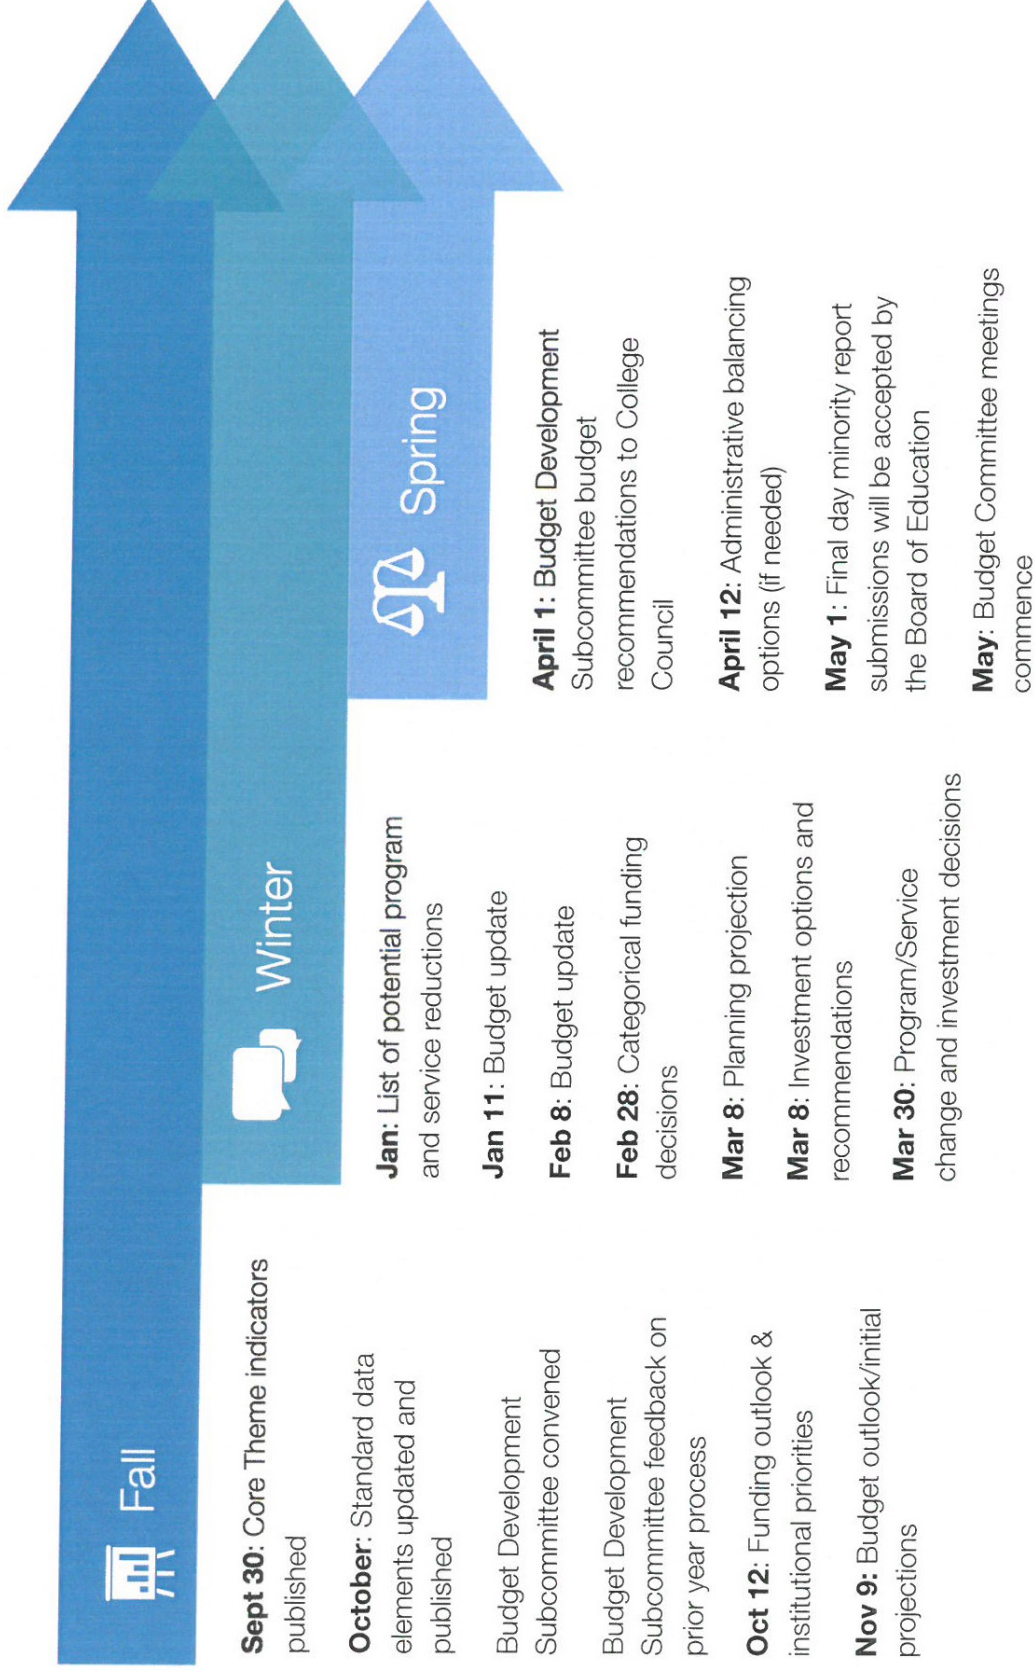 Fall
Sept 30: Core Theme indicators
published
October: Standard data
elements updated and
published
Budget Development
Subcommittee convened
Budget Development
Subcommittee feedback on
prior year process
Oct 12: Funding outlook &
institutional priorities
Nov 9: Budget outlook/initial
projections
Winter
Jan: List of potential program
and service reductions
Jan 11: Budget update
Feb 8: Budget update
Feb 28: Categorical funding
decisions
Mar 8: Planning projection
Mar 8: Investment options and
recommendations
Mar 30: Program/Service
change and investment decisions
Spring
April 1: Budget Development
Subcommittee budget
recommendations to College
Council
April 12: Administrative balancing
options (if needed)
May 1: Final day minority report
submissions will be accepted by
the Board of Education
May: Budget Committee meetings
commence